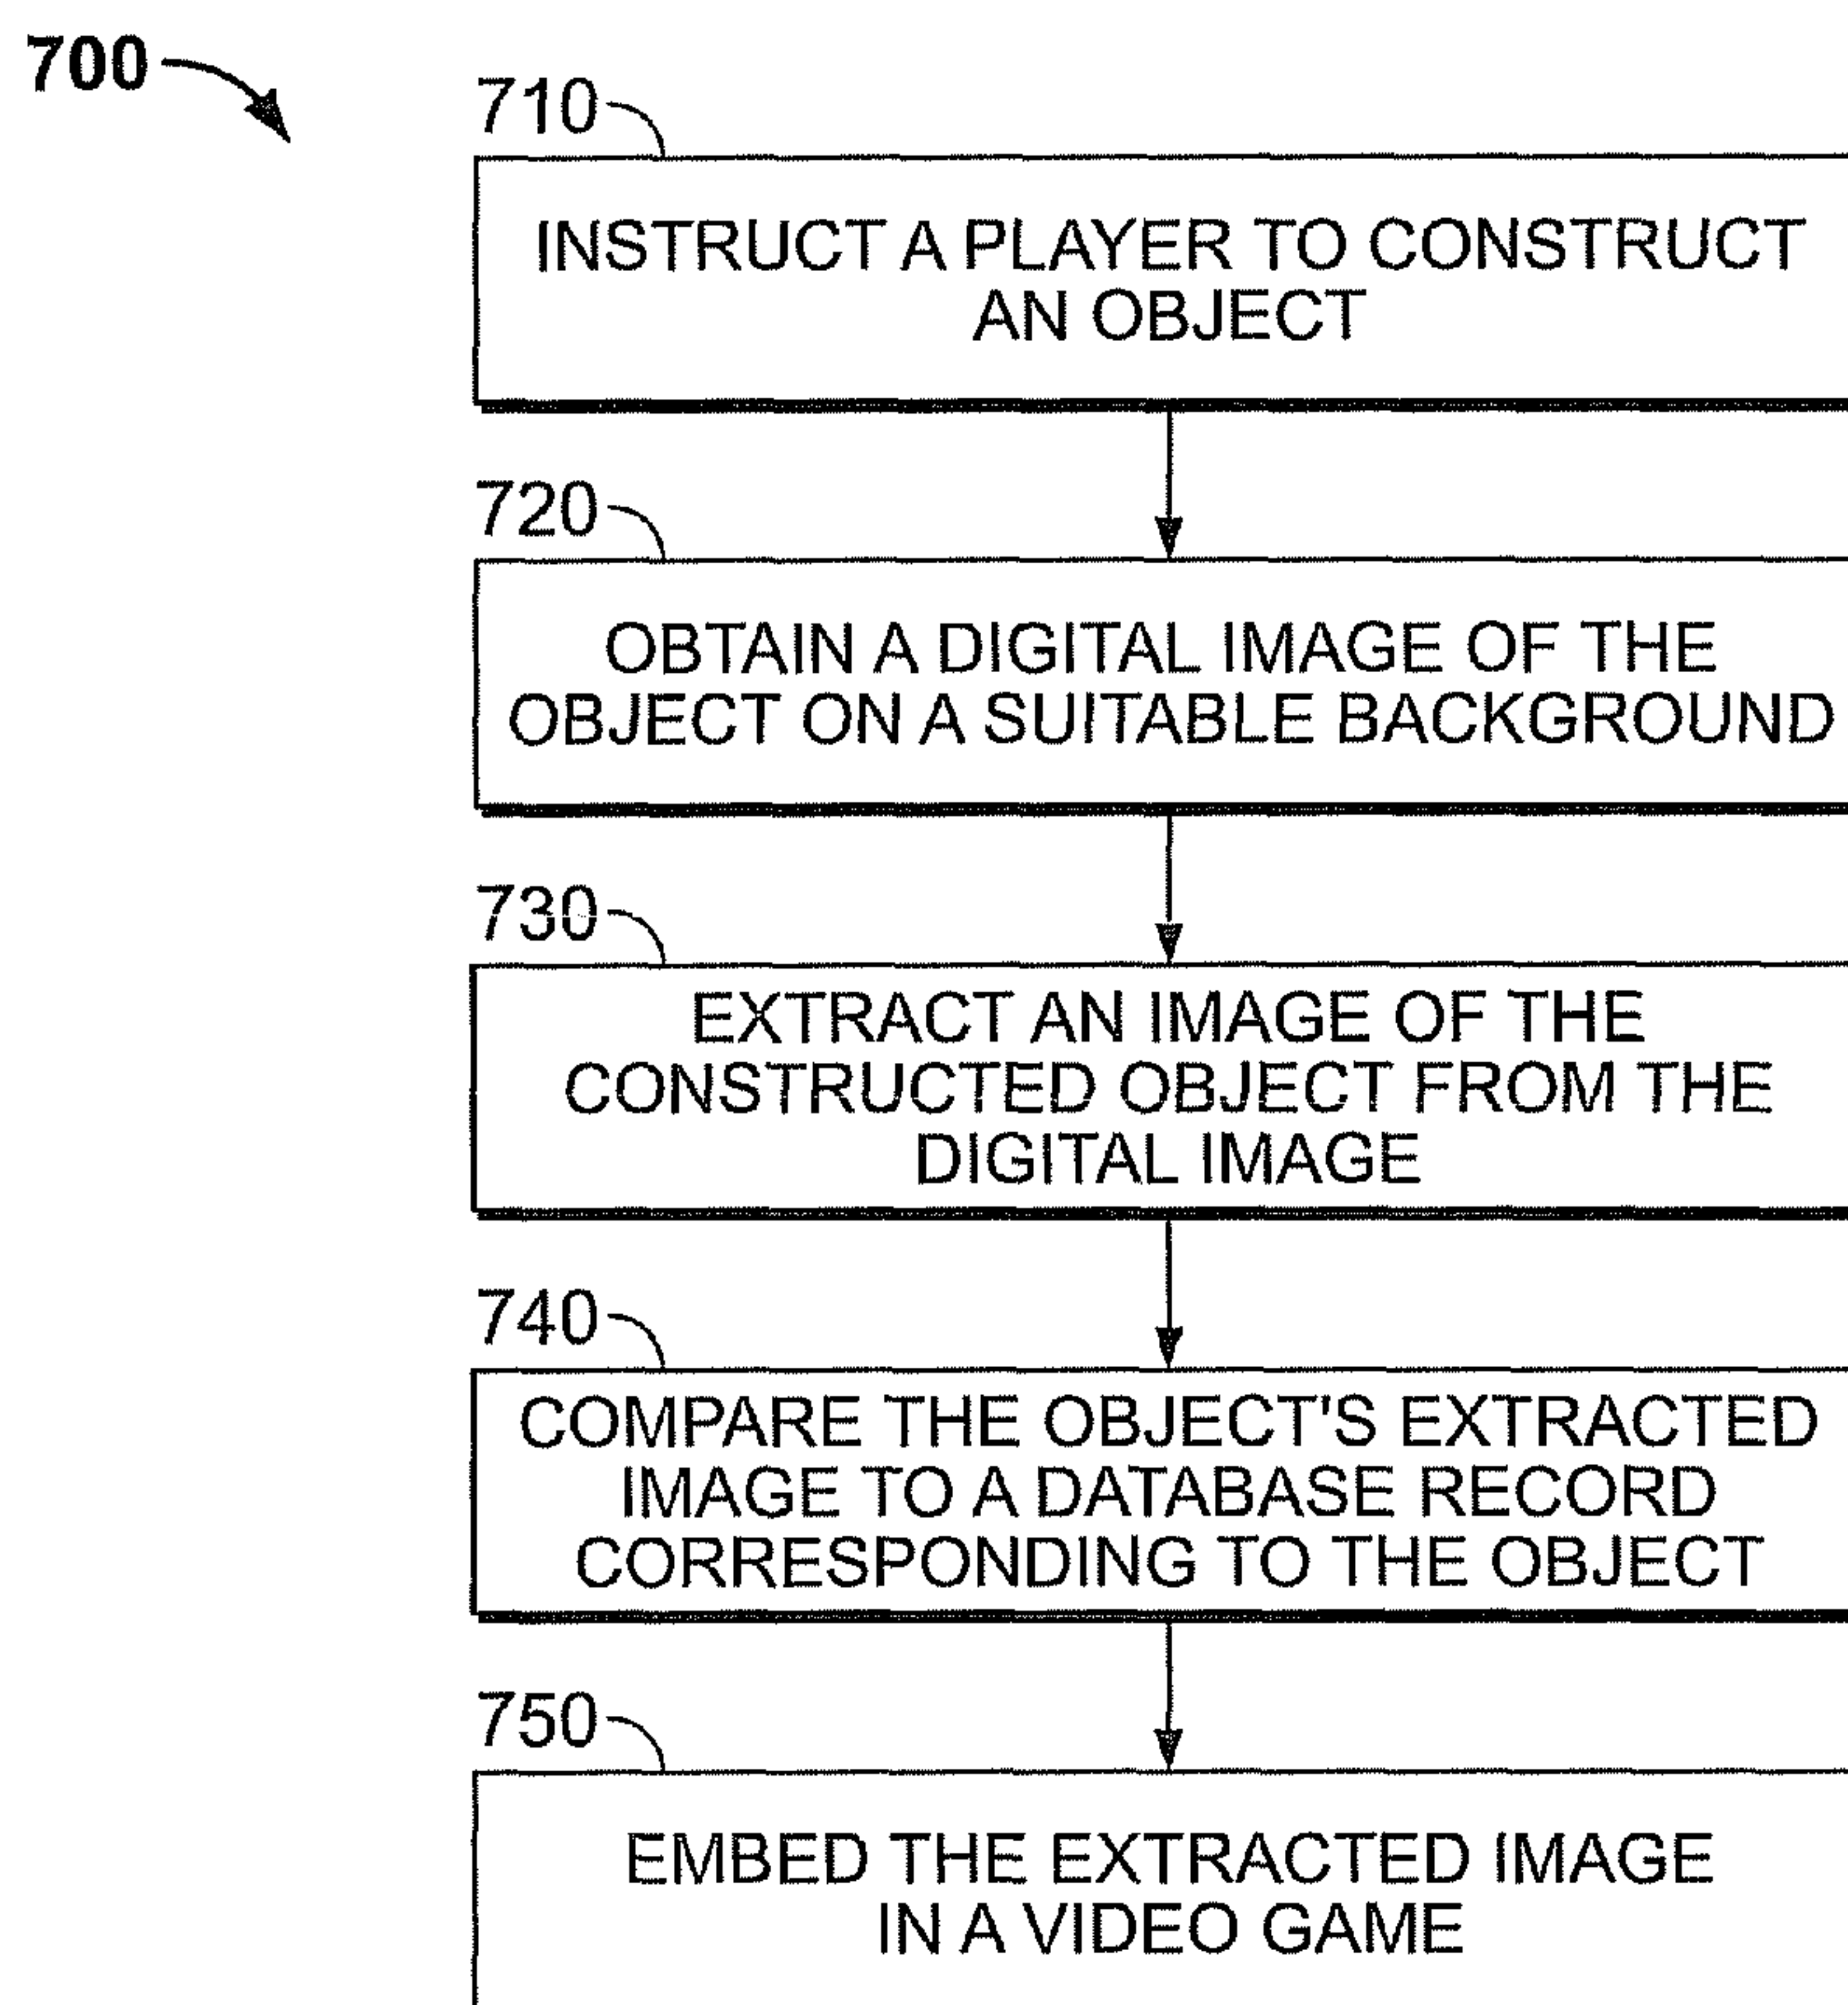 700
710
INSTRUCT A PLAYER TO CONSTRUCT
AN OBJECT
720
OBTAIN A DIGITAL IMAGE OF THE
OBJECT ON A SUITABLE BACKGROUND
730
EXTRACT AN IMAGE OF THE
CONSTRUCTED OBJECT FROM THE
DIGITAL IMAGE
740
COMPARE THE OBJECT'S EXTRACTED
IMAGE TO A DATABASE RECORD
CORRESPONDING TO THE OBJECT
750
EMBED THE EXTRACTED IMAGE
IN A VIDEO GAME